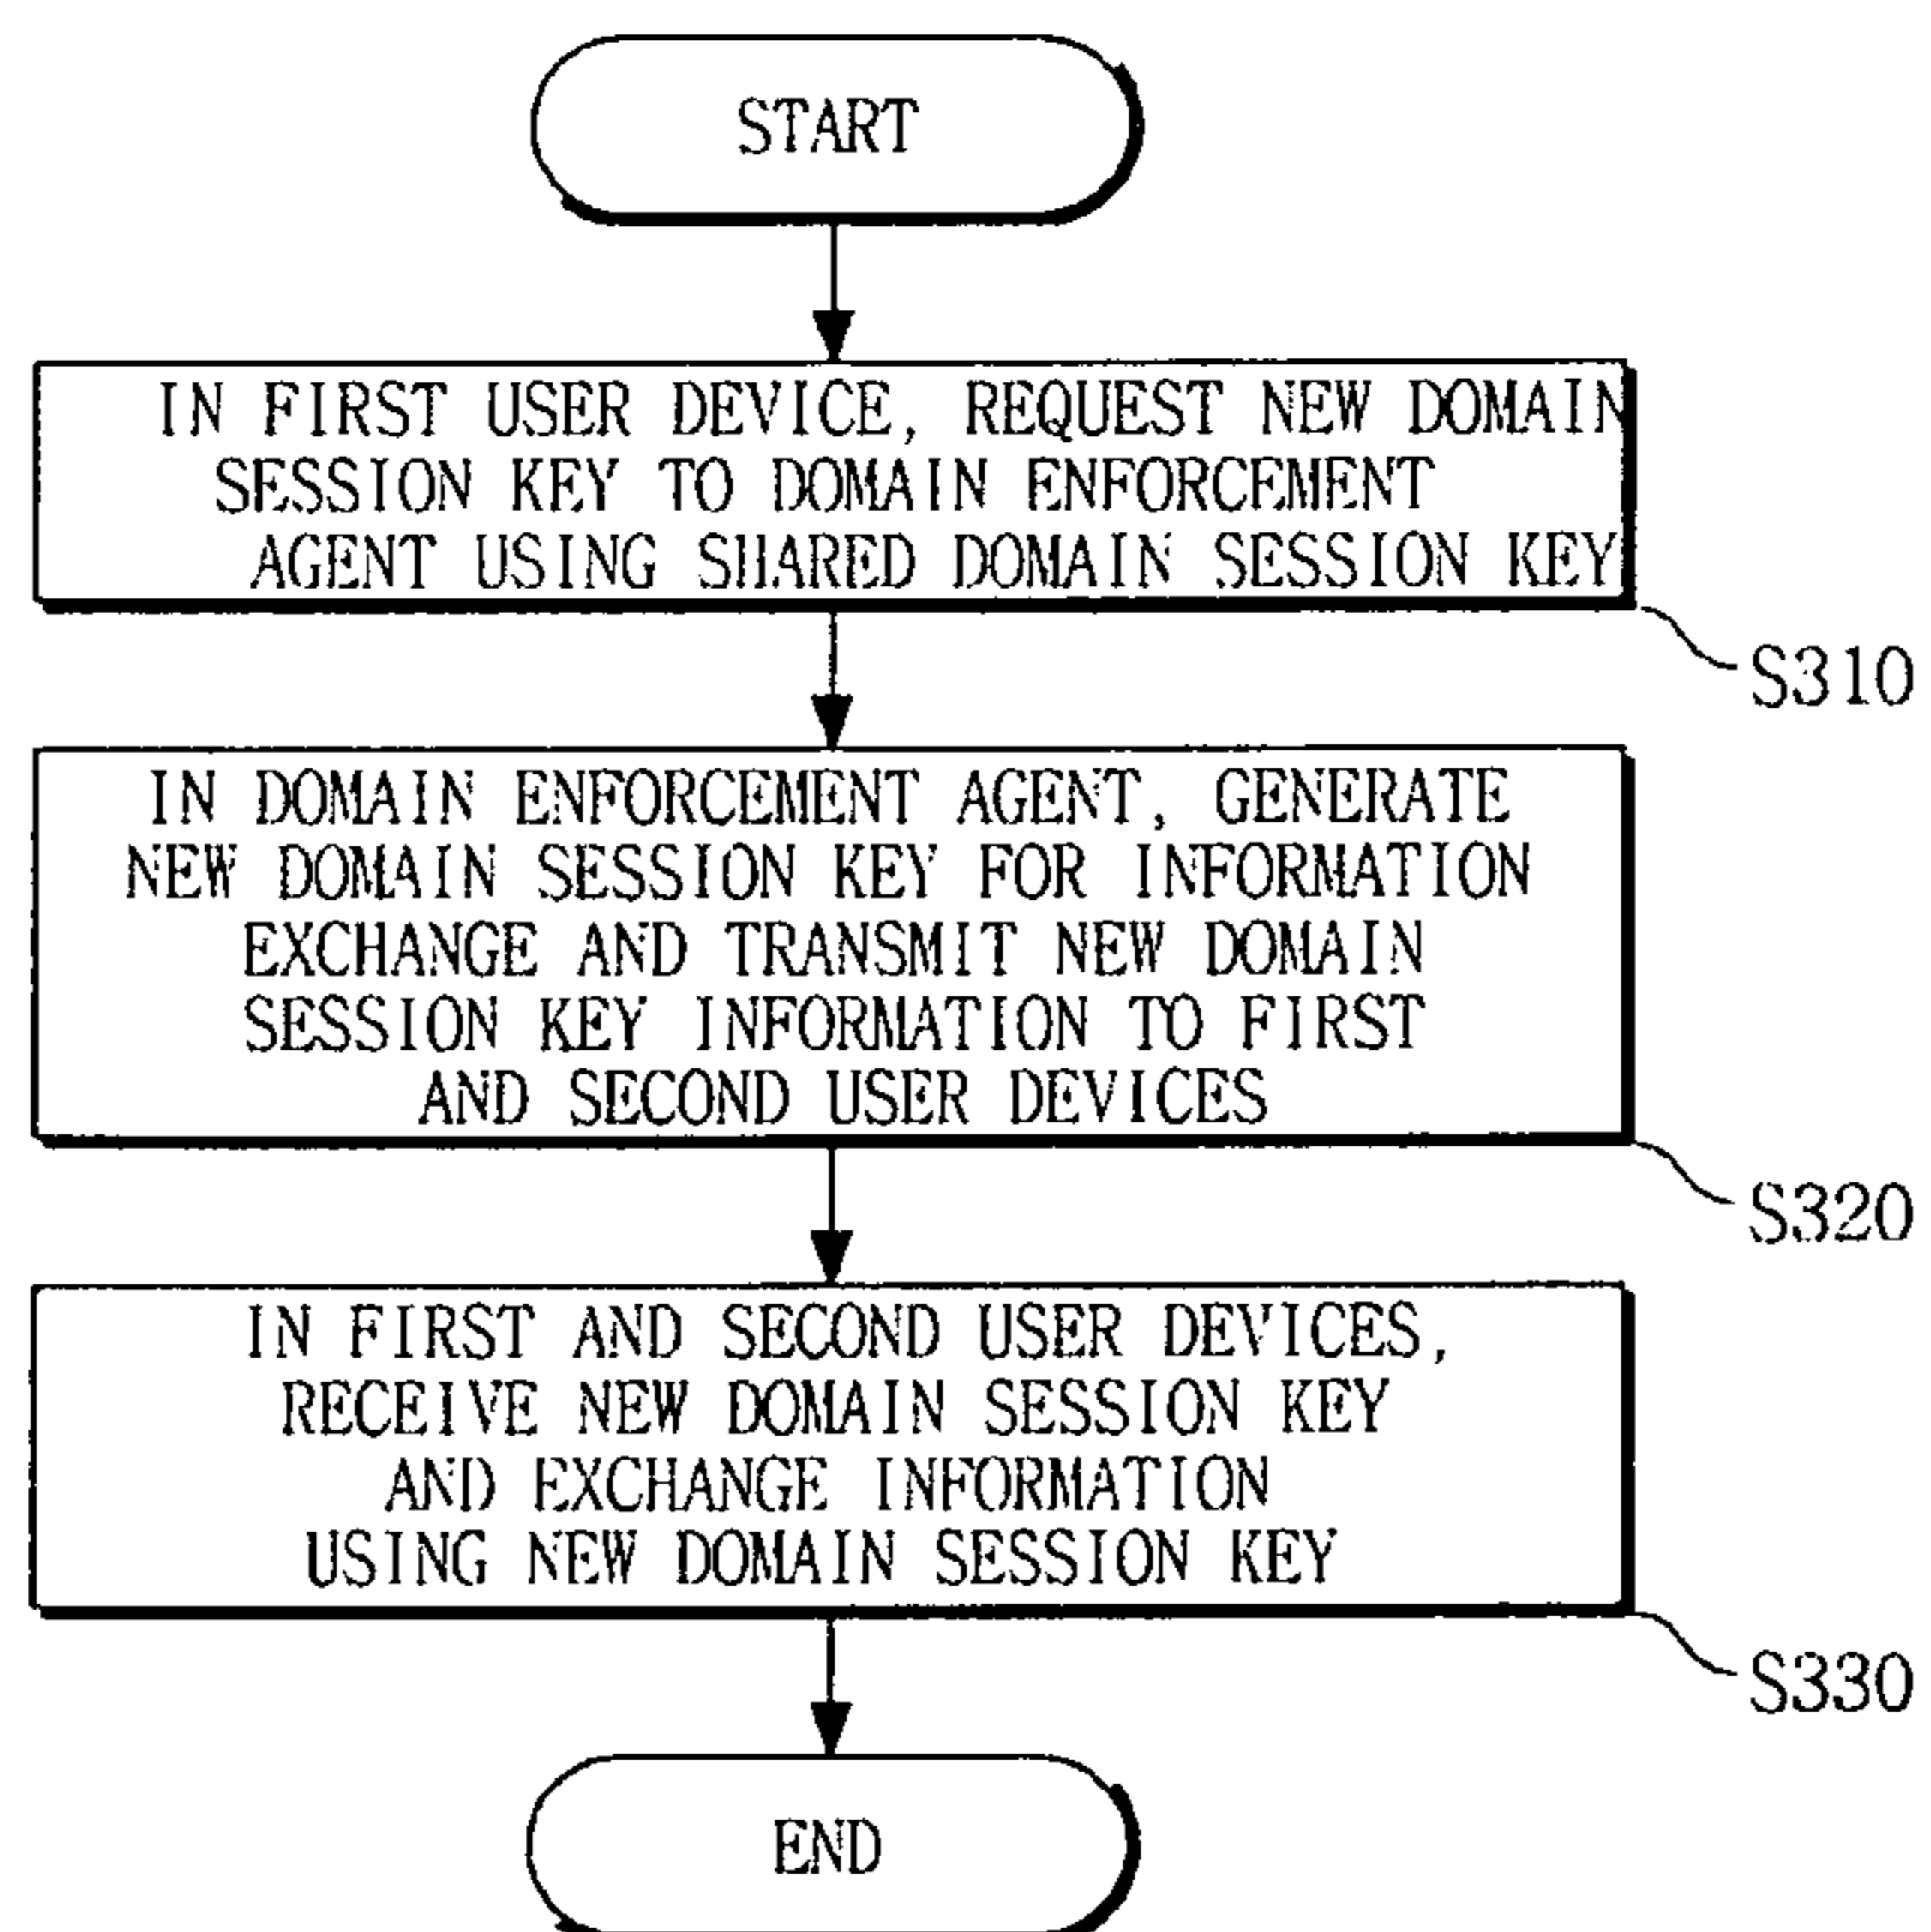 START
IN FIRST USER DEVICE, REQUEST NEW DOMAIN
SESSION KEY TO DOMAIN ENFORCEMENT
AGENT USING SHARED DOMAIN SESSION KEY
S310
IN DOMAIN ENFORCEMENT AGENT, GENERATE
NEW DOMAIN SESSION KEY FOR INFORMATION
EXCHANGE AND TRANSMIT NEW DOMAIN
SESSION KEY INFORMATION TO FIRST
AND SECOND USER DEVICES
S320
IN FIRST AND SECOND USER DEVICES,
RECEIVE NEW DOMAIN SESSION KEY
AND EXCHANGE INFORMATION
USING NEW DOMAIN SESSION KEY
S330
END